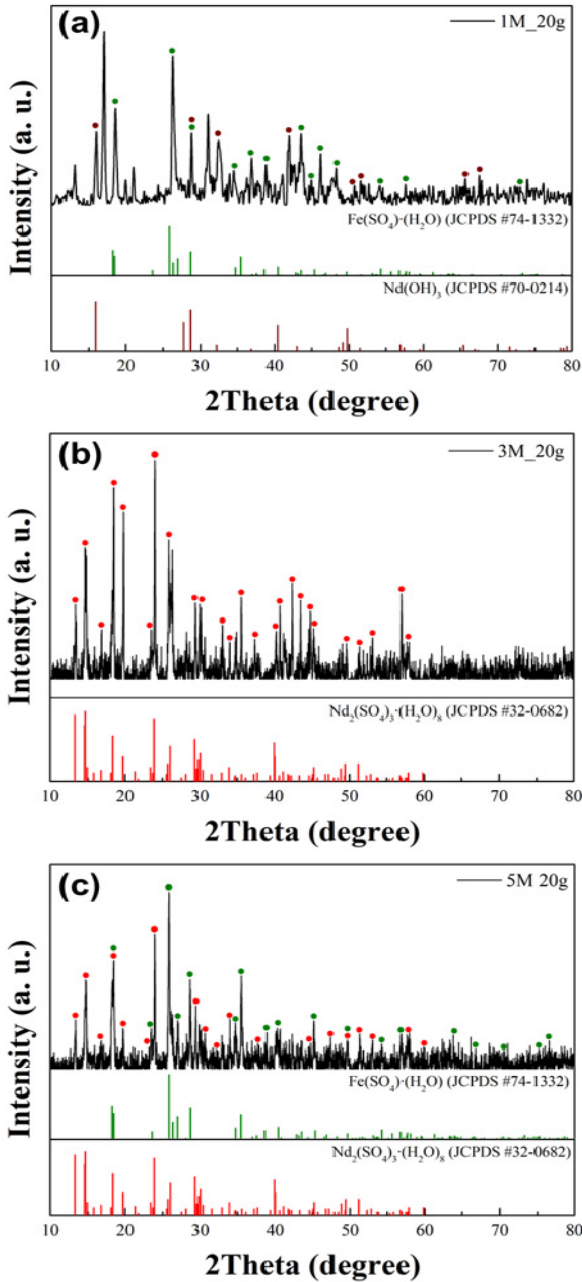 (a)
1M_20g
Intensity (a. u.)
Fe(SO₄)·(H₂O) (JCPDS #74-1332)
Nd(OH)₃ (JCPDS #70-0214)
10 20 30 40 50 60 70 80
2Theta (degree)
(b)
3M_20g
Intensity (a. u.)
Nd₂(SO₄)₃·(H₂O)₈ (JCPDS #32-0682)
10 20 30 40 50 60 70 80
2Theta (degree)
(c)
5M 20g
Intensity (a. u.)
Fe(SO₄)·(H₂O) (JCPDS #74-1332)
Nd₂(SO₄)₃·(H₂O)₈ (JCPDS #32-0682)
10 20 30 40 50 60 70 80
2Theta (degree)